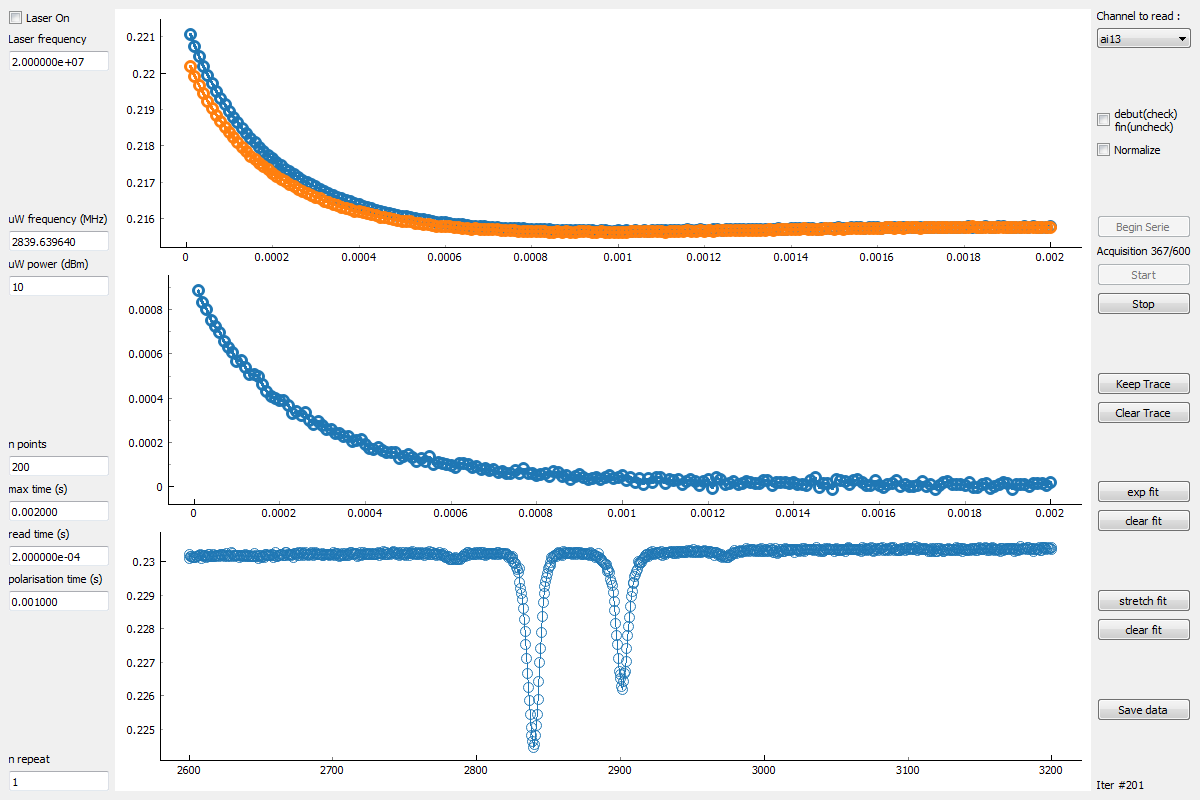 Laser On
Laser frequency
2.000000e+07
uW frequency (MHz)
2839.639640
uW power (dBm)
10
n points
200
max time (s)
0.002000
read time (s)
2.000000e-04
polarisation time (s)
0.001000
n repeat
1
0.221
0.22
0.219
0.218
0.217
0.216
0 0.0002 0.0004 0.0006 0.0008 0.001 0.0012 0.0014 0.0016 0.0018 0.002
0.0008
0.0006
0.0004
0.0002
0
0 0.0002 0.0004 0.0006 0.0008 0.001 0.0012 0.0014 0.0016 0.0018 0.002
0.23
0.229
0.228
0.227
0.226
0.225
2600 2700 2800 2900 3000 3100 3200
Channel to read :
ai13
debut(check)
fin(uncheck)
Normalize
Begin Serie
Acquisition 367/600
Start
Stop
Keep Trace
Clear Trace
exp fit
clear fit
stretch fit
clear fit
Save data
Iter #201